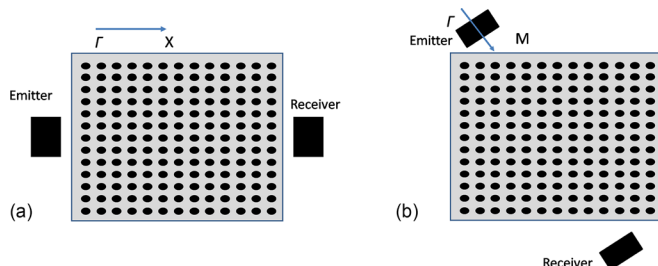 Γ X
Emitter
Receiver
(a)
Γ
Emitter
M
(b)
Receiver